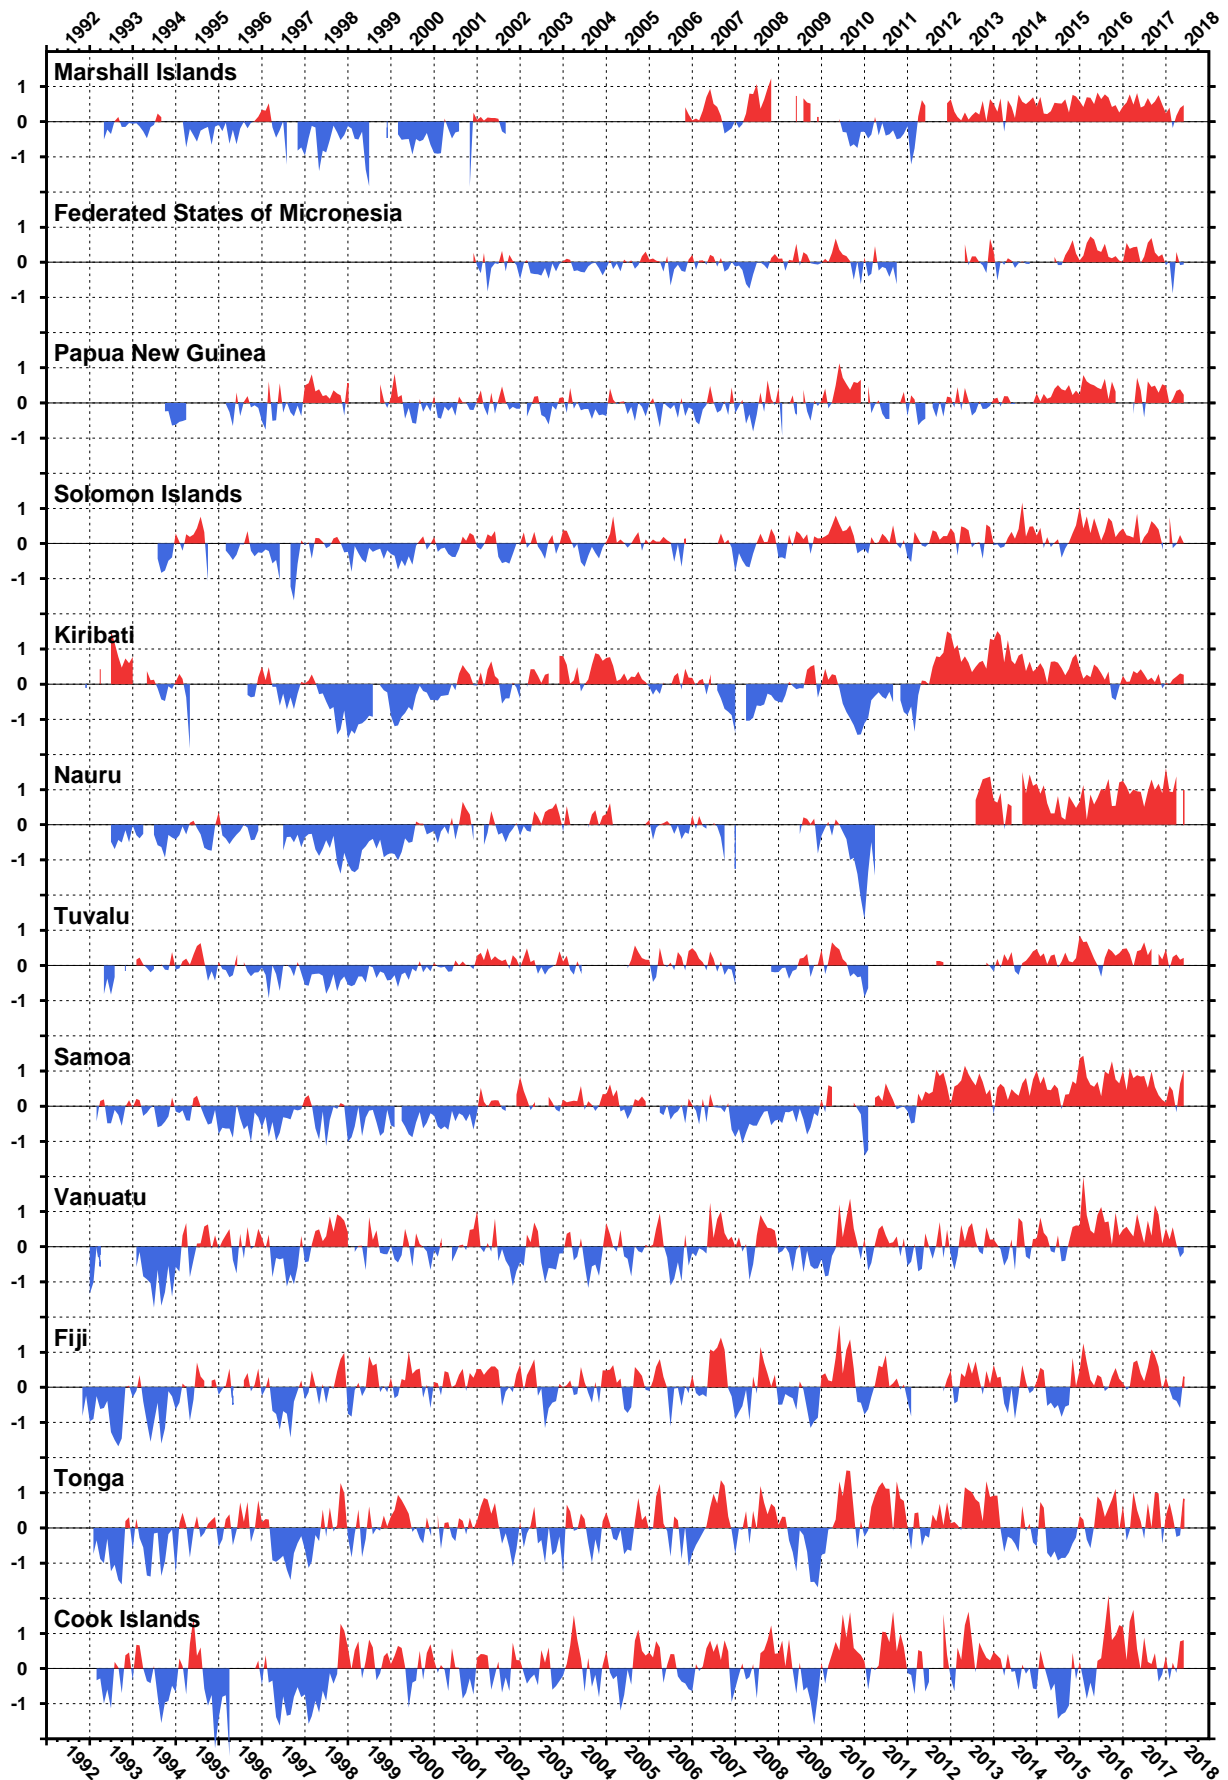 1992 1993 1994 1995 1996 1997 1998 1999 2000 2001 2002 2003 2004 2005 2006 2007 2008 2009 2010 2011 2012 2013 2014 2015 2016 2017 2018
Marshall Islands
1
0
-1
Federated States of Micronesia
1
0
-1
Papua New Guinea
1
0
-1
Solomon Islands
1
0
-1
Kiribati
1
0
-1
Nauru
1
0
-1
Tuvalu
1
0
-1
Samoa
1
0
-1
Vanuatu
1
0
-1
Fiji
1
0
-1
Tonga
1
0
-1
Cook Islands
1
0
-1
1992 1993 1994 1995 1996 1997 1998 1999 2000 2001 2002 2003 2004 2005 2006 2007 2008 2009 2010 2011 2012 2013 2014 2015 2016 2017 2018